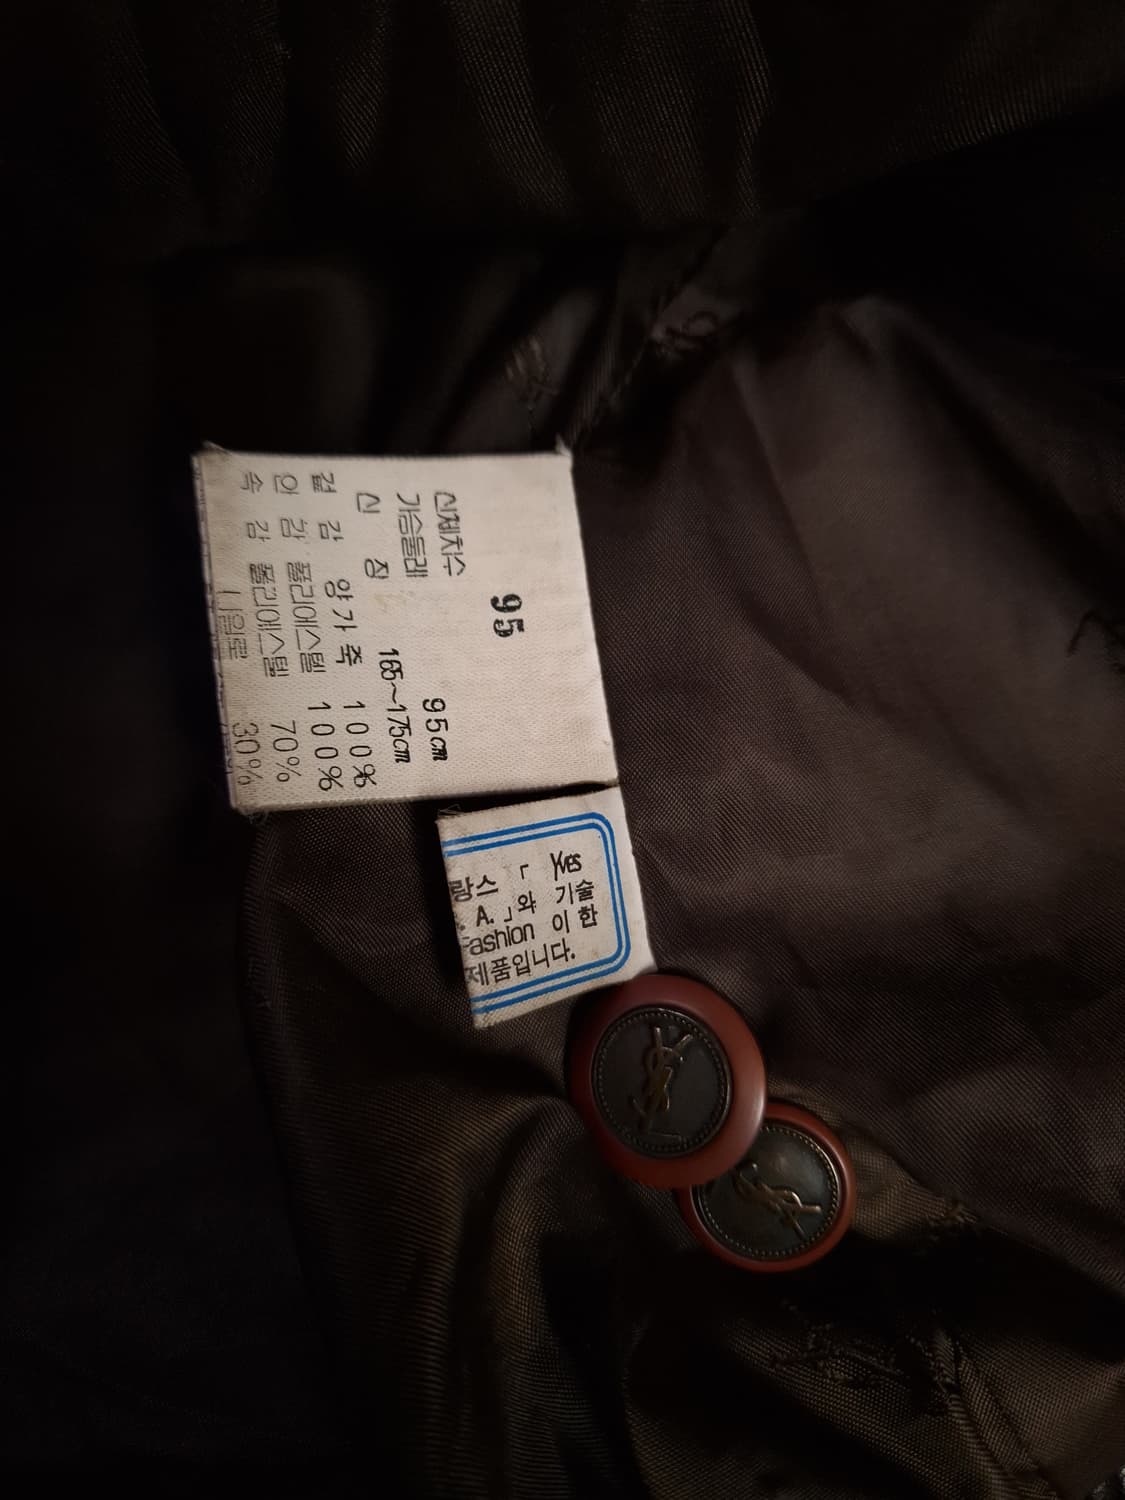 95
신체치수
가슴둘레 95cm
신 장 165~175cm
겉 감 양가죽 100%
안 감 폴리에스텔 100%
속 감 폴리에스텔 70%
나일론 30%
랑스 「 Yves
. A.」와 기술
Fashion 이 한
제품입니다.
YSL
YSL